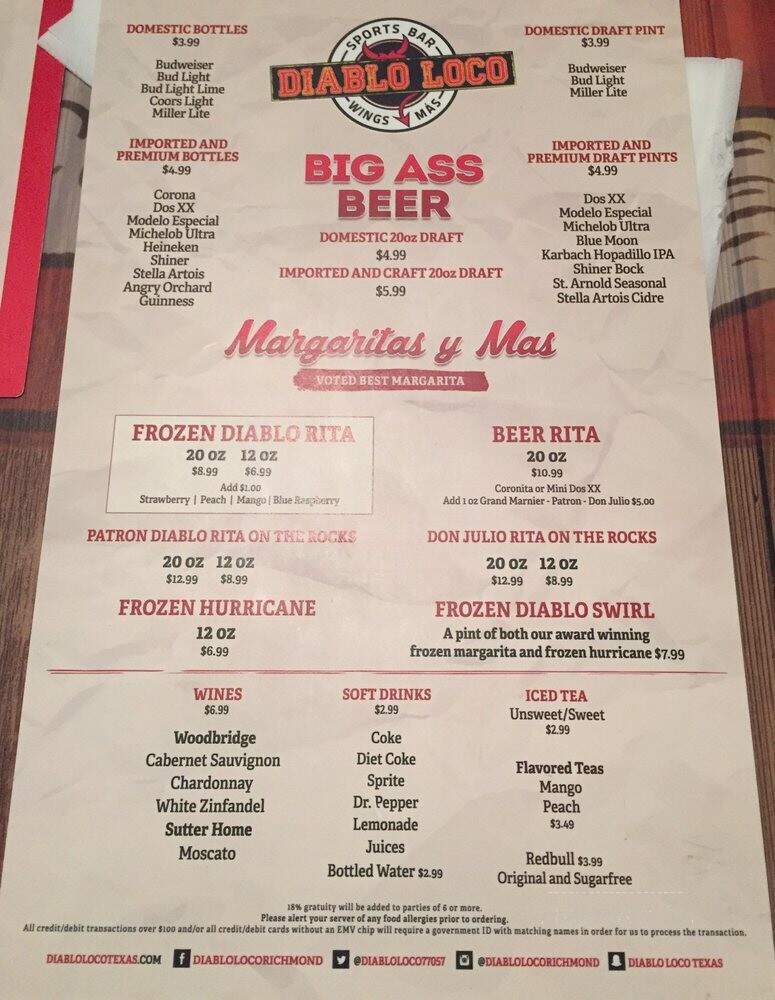 DOMESTIC BOTTLES
$3.99
Budweiser
Bud Light
Bud Light Lime
Coors Light
Miller Lite
IMPORTED AND
PREMIUM BOTTLES
$4.99
Corona
Dos XX
Modelo Especial
Michelob Ultra
Heineken
Shiner
Stella Artois
Angry Orchard
Guinness
SPORTS BAR
DIABLO LOCO
WINGS MÁS
BIG ASS
BEER
DOMESTIC 20oz DRAFT
$4.99
IMPORTED AND CRAFT 20oz DRAFT
$5.99
DOMESTIC DRAFT PINT
$3.99
Budweiser
Bud Light
Miller Lite
IMPORTED AND
PREMIUM DRAFT PINTS
$4.99
Dos XX
Modelo Especial
Michelob Ultra
Blue Moon
Karbach Hopadillo IPA
Shiner Bock
St. Arnold Seasonal
Stella Artois Cidre
Margaritas y Mas
VOTED BEST MARGARITA
FROZEN DIABLO RITA
20 OZ 12 OZ
$8.99 $6.99
Add $1.00
Strawberry | Peach | Mango | Blue Raspberry
BEER RITA
20 OZ
$10.99
Coronita or Mini Dos XX
Add 1 oz Grand Marnier - Patron - Don Julio $5.00
PATRON DIABLO RITA ON THE ROCKS
20 OZ 12 OZ
$12.99 $8.99
DON JULIO RITA ON THE ROCKS
20 OZ 12 OZ
$12.99 $8.99
FROZEN HURRICANE
12 OZ
$6.99
FROZEN DIABLO SWIRL
A pint of both our award winning
frozen margarita and frozen hurricane $7.99
WINES
$6.99
Woodbridge
Cabernet Sauvignon
Chardonnay
White Zinfandel
Sutter Home
Moscato
SOFT DRINKS
$2.99
Coke
Diet Coke
Sprite
Dr. Pepper
Lemonade
Juices
Bottled Water $2.99
ICED TEA
Unsweet/Sweet
$2.99
Flavored Teas
Mango
Peach
$3.49
Redbull $3.99
Original and Sugarfree
18% gratuity will be added to parties of 6 or more.
Please alert your server of any food allergies prior to ordering.
All credit/debit transactions over $100 and/or all credit/debit cards without an EMV chip will require a government ID with matching names in order for us to process the transaction.
DIABLOLOCOTEXAS.COM f DIABLOLOCORICHMOND @DIABLOLOCO77057 @DIABLOLOCORICHMOND DIABLO LOCO TEXAS